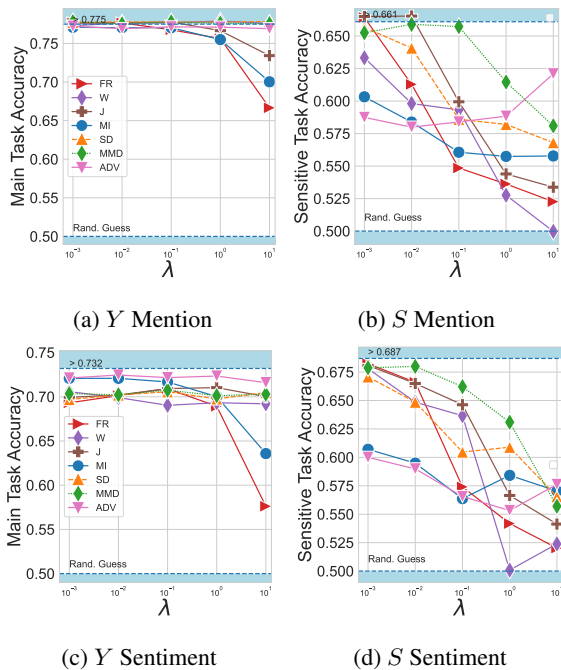 > 0.775
0.75
0.70
0.65
0.60
0.55
0.50
Main Task Accuracy
FR
W
J
MI
SD
MMD
ADV
Rand. Guess
10⁻³ 10⁻² 10⁻¹ 10⁰ 10¹
λ
(a) Y Mention
> 0.661
0.650
0.625
0.600
0.575
0.550
0.525
0.500
Sensitive Task Accuracy
Rand. Guess
10⁻³ 10⁻² 10⁻¹ 10⁰ 10¹
λ
(b) S Mention
0.75
> 0.732
0.70
0.65
0.60
0.55
0.50
Main Task Accuracy
FR
W
J
MI
SD
MMD
ADV
Rand. Guess
10⁻³ 10⁻² 10⁻¹ 10⁰ 10¹
λ
(c) Y Sentiment
> 0.687
0.675
0.650
0.625
0.600
0.575
0.550
0.525
0.500
Sensitive Task Accuracy
Rand. Guess
10⁻³ 10⁻² 10⁻¹ 10⁰ 10¹
λ
(d) S Sentiment